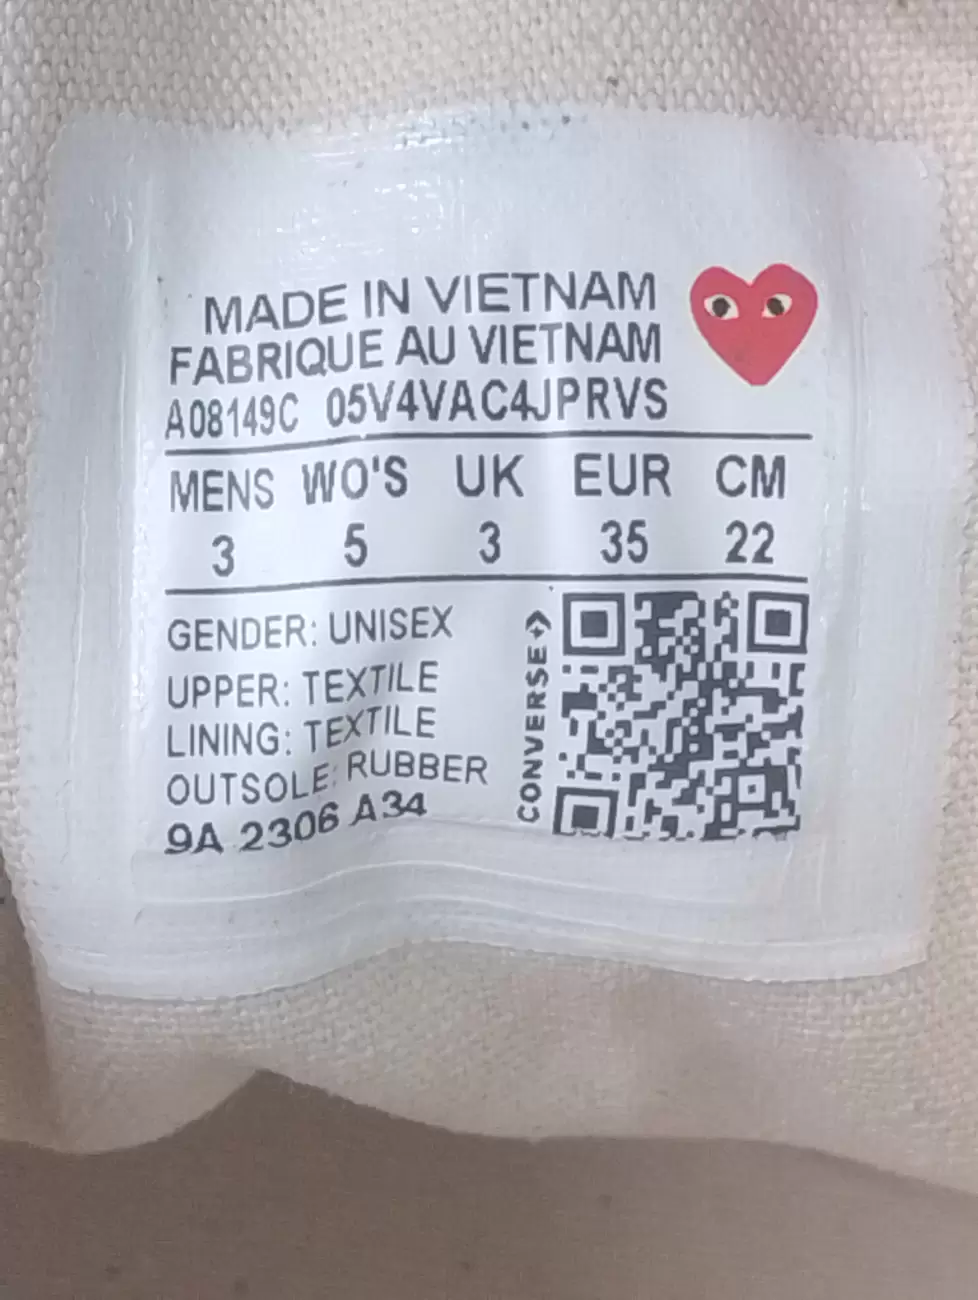 MADE IN VIETNAM
FABRIQUE AU VIETNAM
A08149C 05V4VAC4JPRVS
MENS WO'S UK EUR CM
3 5 3 35 22
GENDER: UNISEX
UPPER: TEXTILE
LINING: TEXTILE
OUTSOLE: RUBBER
9A 2306 A34
CONVERSE